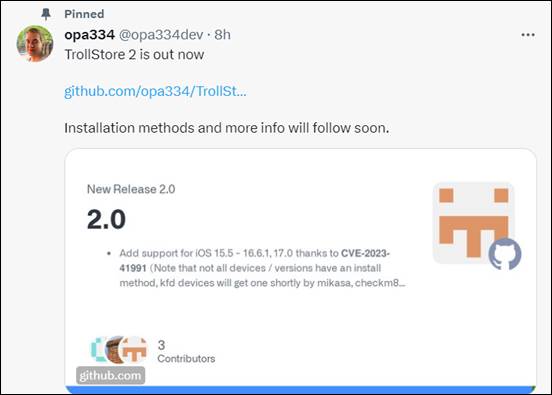 Pinned
opa334 @opa334dev · 8h
TrollStore 2 is out now
github.com/opa334/TrollSt...
Installation methods and more info will follow soon.
New Release 2.0
2.0
• Add support for iOS 15.5 - 16.6.1, 17.0 thanks to CVE-2023-
41991 (Note that not all devices / versions have an install
method, kfd devices will get one shortly by mikasa, checkm8...
3
Contributors
github.com